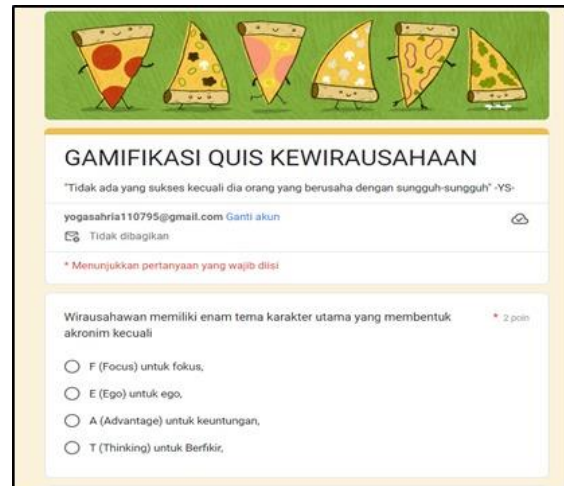 GAMIFIKASI QUIS KEWIRAUSAHAAN
"Tidak ada yang sukses kecuali dia orang yang berusaha dengan sungguh-sungguh" -YS-
yogasahria110795@gmail.com Ganti akun
Tidak dibagikan
* Menunjukkan pertanyaan yang wajib diisi
Wirausahawan memiliki enam tema karakter utama yang membentuk * 2 poin
akronim kecuali
F (Focus) untuk fokus,
E (Ego) untuk ego,
A (Advantage) untuk keuntungan,
T (Thinking) untuk Berfikir,